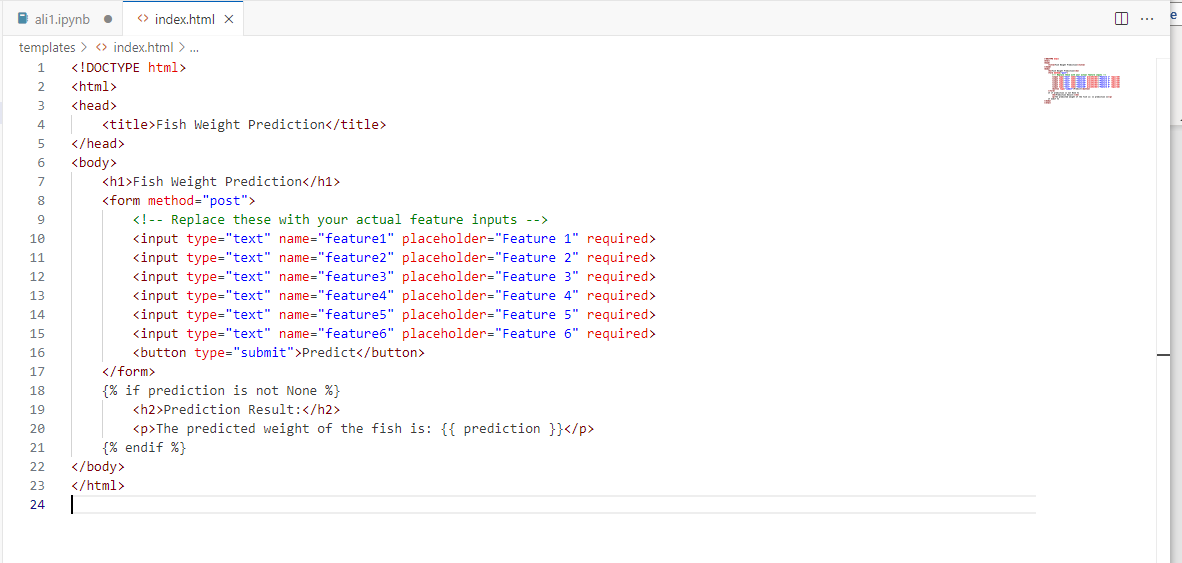 ali1.ipynb ● <> index.html ×
e
templates > <> index.html > ...
1 <!DOCTYPE html>
2 <html>
3 <head>
4     <title>Fish Weight Prediction</title>
5 </head>
6 <body>
7     <h1>Fish Weight Prediction</h1>
8     <form method="post">
9         <!-- Replace these with your actual feature inputs -->
10         <input type="text" name="feature1" placeholder="Feature 1" required>
11         <input type="text" name="feature2" placeholder="Feature 2" required>
12         <input type="text" name="feature3" placeholder="Feature 3" required>
13         <input type="text" name="feature4" placeholder="Feature 4" required>
14         <input type="text" name="feature5" placeholder="Feature 5" required>
15         <input type="text" name="feature6" placeholder="Feature 6" required>
16         <button type="submit">Predict</button>
17     </form>
18     {% if prediction is not None %}
19         <h2>Prediction Result:</h2>
20         <p>The predicted weight of the fish is: {{ prediction }}</p>
21     {% endif %}
22 </body>
23 </html>
24